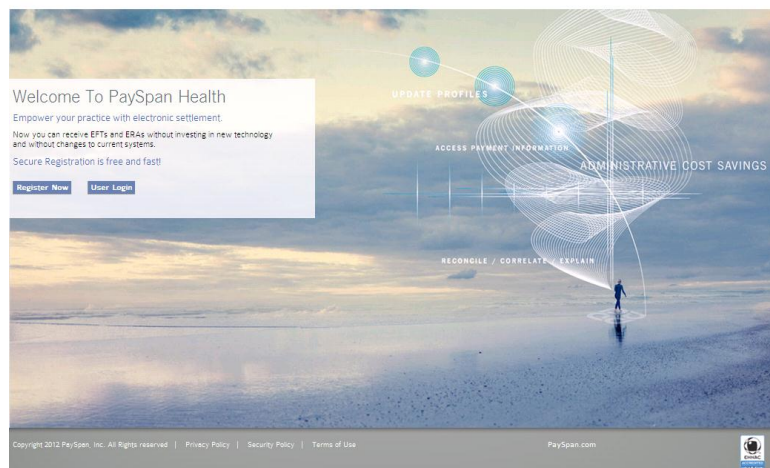 Welcome To PaySpan Health
Empower your practice with electronic settlement.
Now you can receive EFTs and ERAs without investing in new technology
and without changes to current systems.
Secure Registration is free and fast!
Register Now
User Login
UPDATE PROFILES
ACCESS PAYMENT INFORMATION
ADMINISTRATIVE COST SAVINGS
RECONCILE / CORRELATE / EXPLAIN
Copyright 2012 PaySpan, Inc. All Rights reserved | Privacy Policy | Security Policy | Terms of Use
PaySpan.com
EHNAC